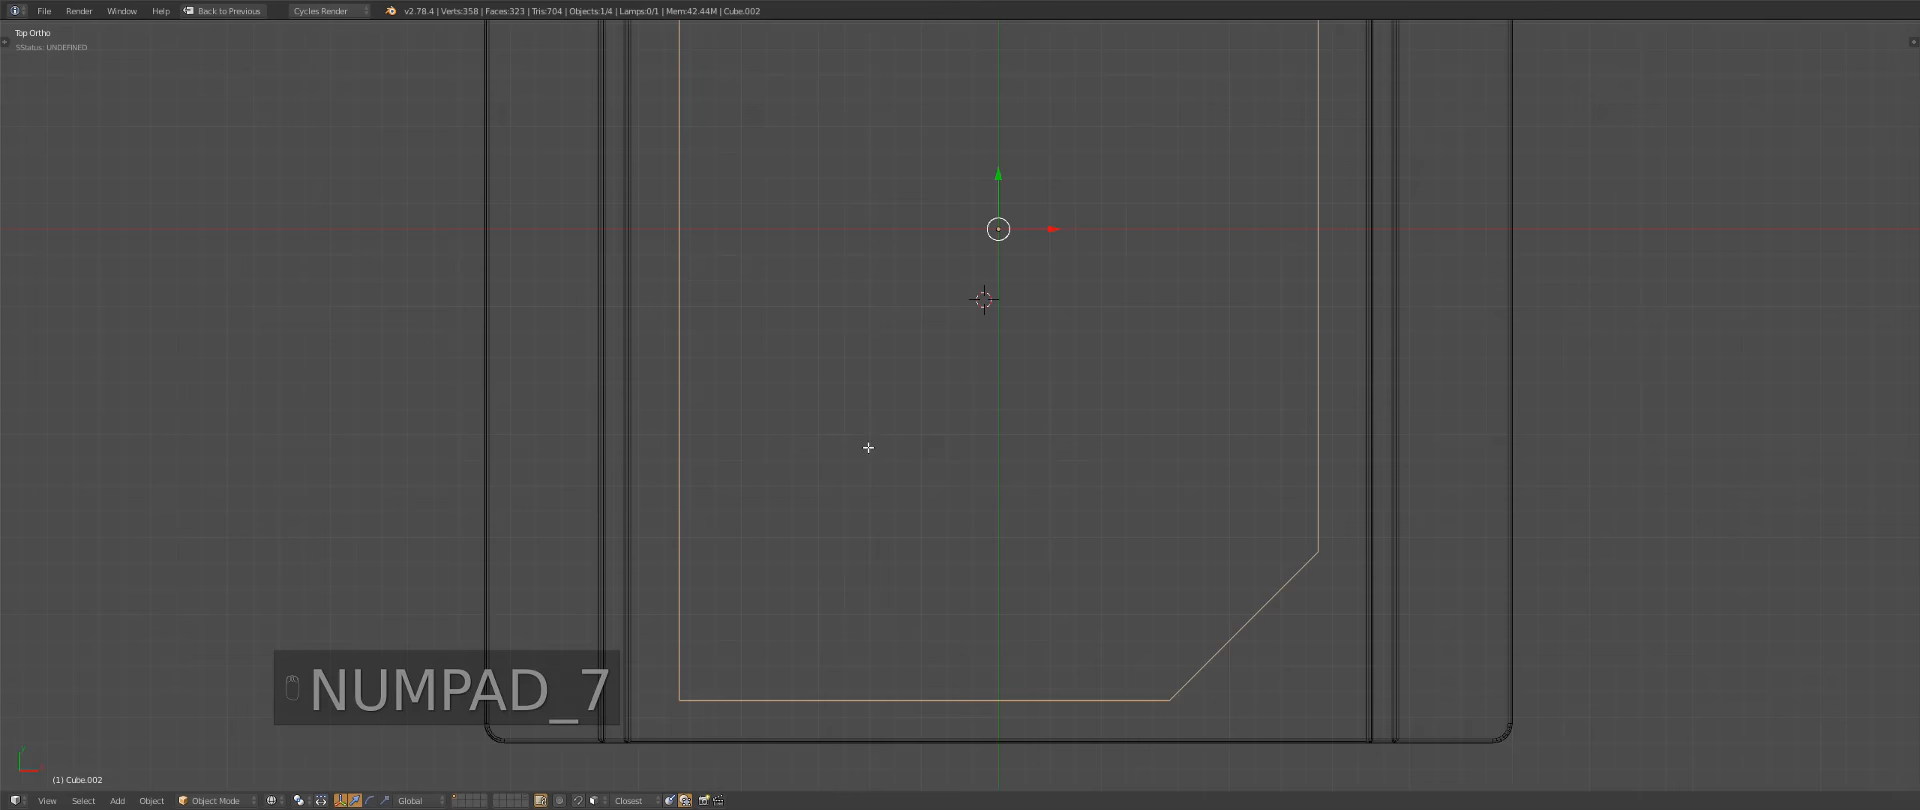 File Render Window Help Back to Previous Cycles Render v2.78.4 | Verts:358 | Faces:323 | Tris:704 | Objects:1/4 | Lamps:0/1 | Mem:42.44M | Cube.002
Top Ortho
SStatus: UNDEFINED
NUMPAD_7
(1) Cube.002
View Select Add Object Object Mode Global Closest